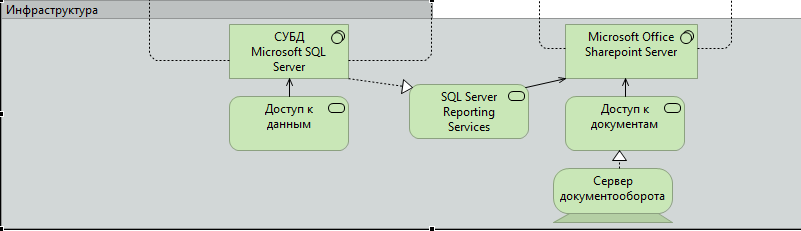 Инфраструктура
СУБД
Microsoft SQL
Server
Microsoft Office
Sharepoint Server
SQL Server
Reporting
Services
Доступ к
данным
Доступ к
документам
Сервер
документооборота